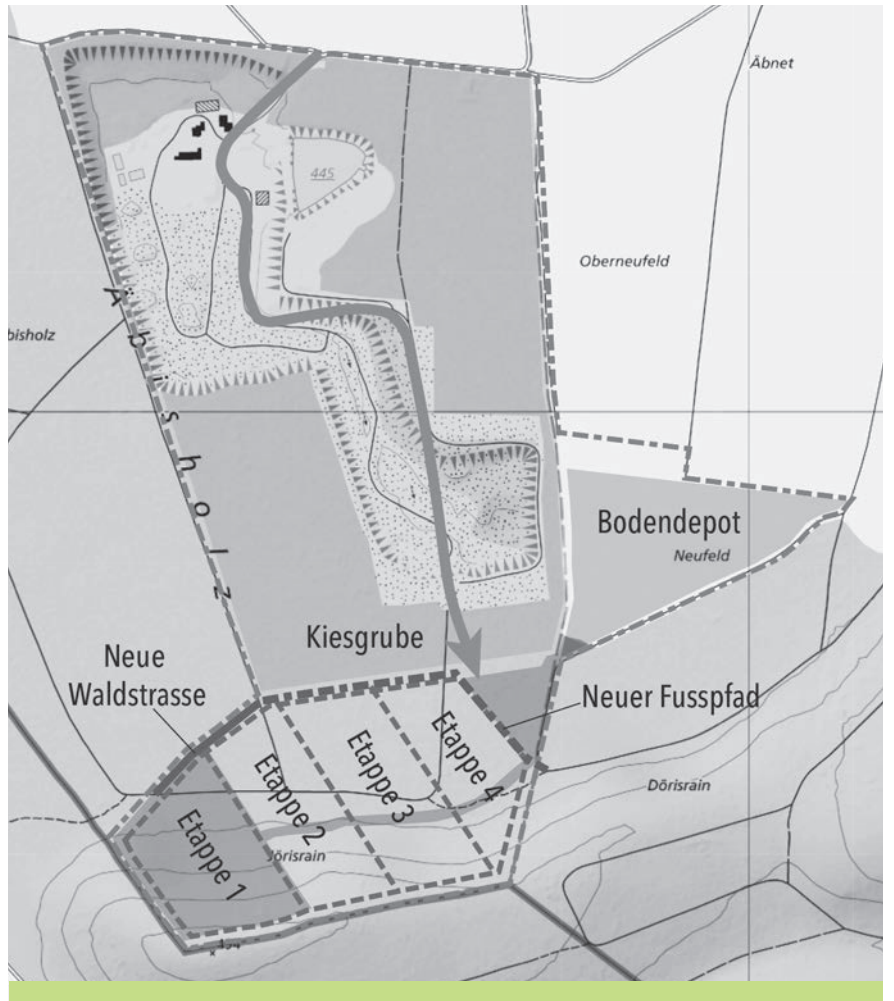 Äbnet
445
Oberneufeld
bisholz
Äbisholz
Bodendepot
Neufeld
Kiesgrube
Neue
Waldstrasse
Neuer Fusspfad
Etappe 1
Etappe 2
Etappe 3
Etappe 4
Jörisrain
Dörisrain